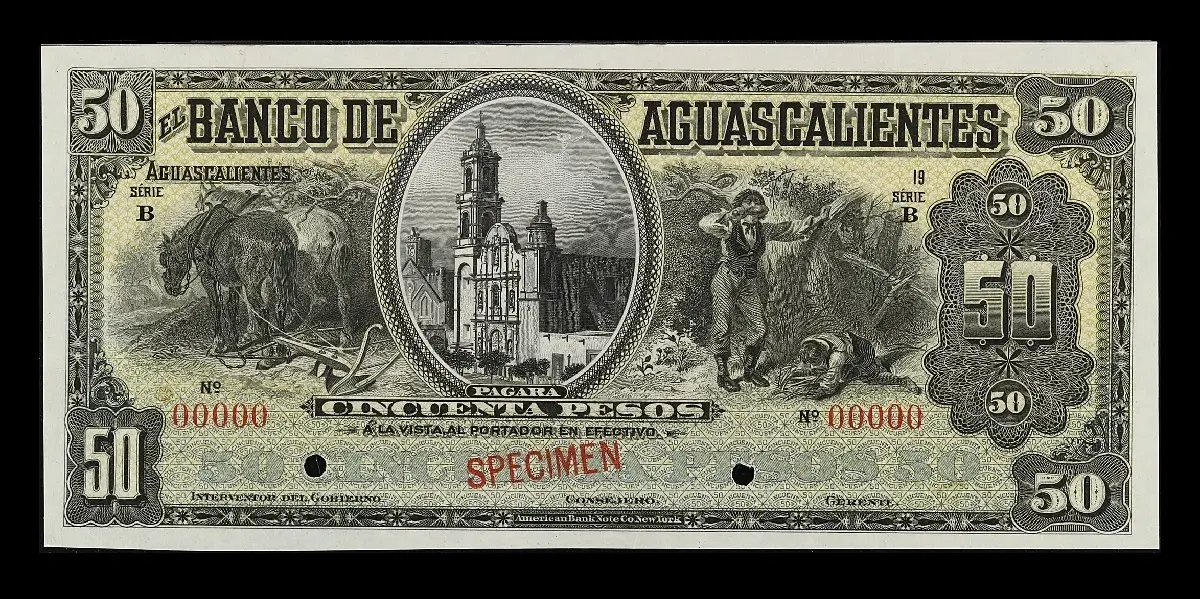 50
EL BANCO DE AGUASCALIENTES
50
AGUASCALIENTES
SÉRIE
B
19
SÉRIE
B
50
50
50
PAGARA
CINCUENTA PESOS
Á LA VISTA, AL PORTADOR EN EFECTIVO
Nº
00000
Nº 00000
SPECIMEN
50
50
INTERVENTOR DEL GOBIERNO.
CONSEJERO.
GERENTE.
American Bank Note Co. New York